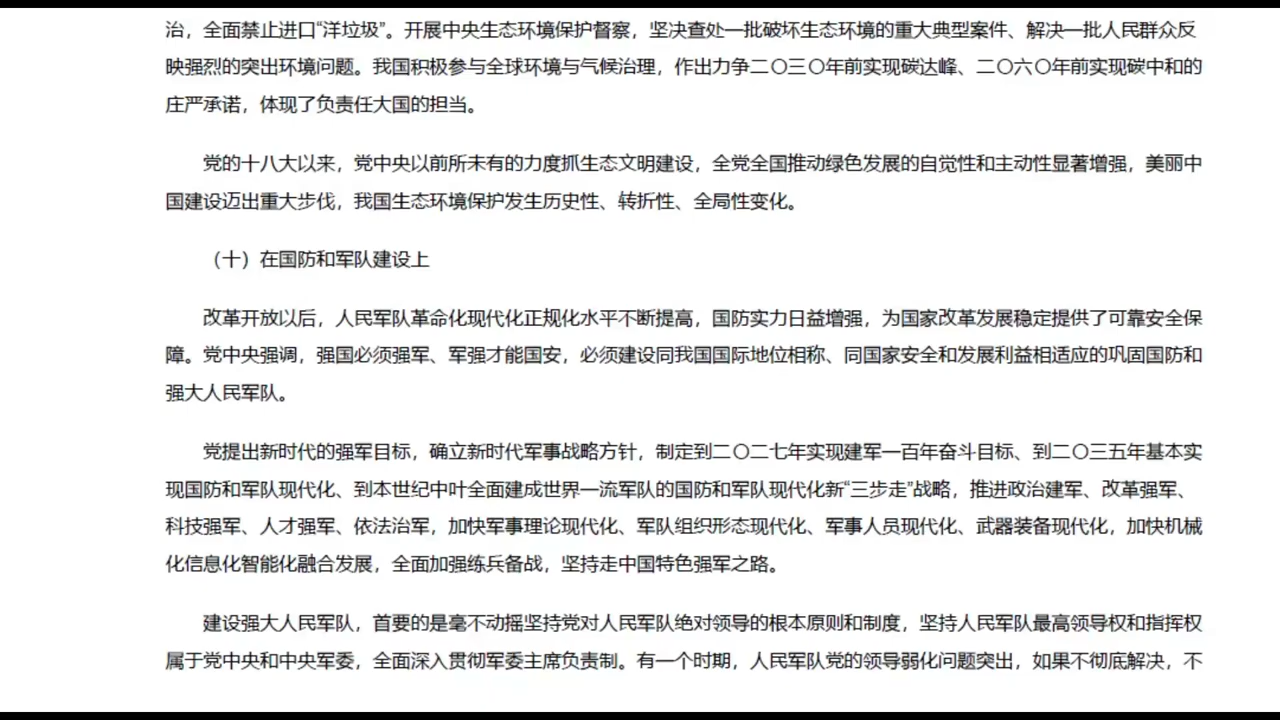 治，全面禁止进口“洋垃圾”。开展中央生态环境保护督察，坚决查处一批破坏生态环境的重大典型案件、解决一批人民群众反
映强烈的突出环境问题。我国积极参与全球环境与气候治理，作出力争二〇三〇年前实现碳达峰、二〇六〇年前实现碳中和的
庄严承诺，体现了负责任大国的担当。
党的十八大以来，党中央以前所未有的力度抓生态文明建设，全党全国推动绿色发展的自觉性和主动性显著增强，美丽中
国建设迈出重大步伐，我国生态环境保护发生历史性、转折性、全局性变化。
（十）在国防和军队建设上
改革开放以后，人民军队革命化现代化正规化水平不断提高，国防实力日益增强，为国家改革发展稳定提供了可靠安全保
障。党中央强调，强国必须强军、军强才能国安，必须建设同我国国际地位相称、同国家安全和发展利益相适应的巩固国防和
强大人民军队。
党提出新时代的强军目标，确立新时代军事战略方针，制定到二〇二七年实现建军一百年奋斗目标、到二〇三五年基本实
现国防和军队现代化、到本世纪中叶全面建成世界一流军队的国防和军队现代化新“三步走”战略，推进政治建军、改革强军、
科技强军、人才强军、依法治军，加快军事理论现代化、军队组织形态现代化、军事人员现代化、武器装备现代化，加快机械
化信息化智能化融合发展，全面加强练兵备战，坚持走中国特色强军之路。
建设强大人民军队，首要的是毫不动摇坚持党对人民军队绝对领导的根本原则和制度，坚持人民军队最高领导权和指挥权
属于党中央和中央军委，全面深入贯彻军委主席负责制。有一个时期，人民军队党的领导弱化问题突出，如果不彻底解决，不